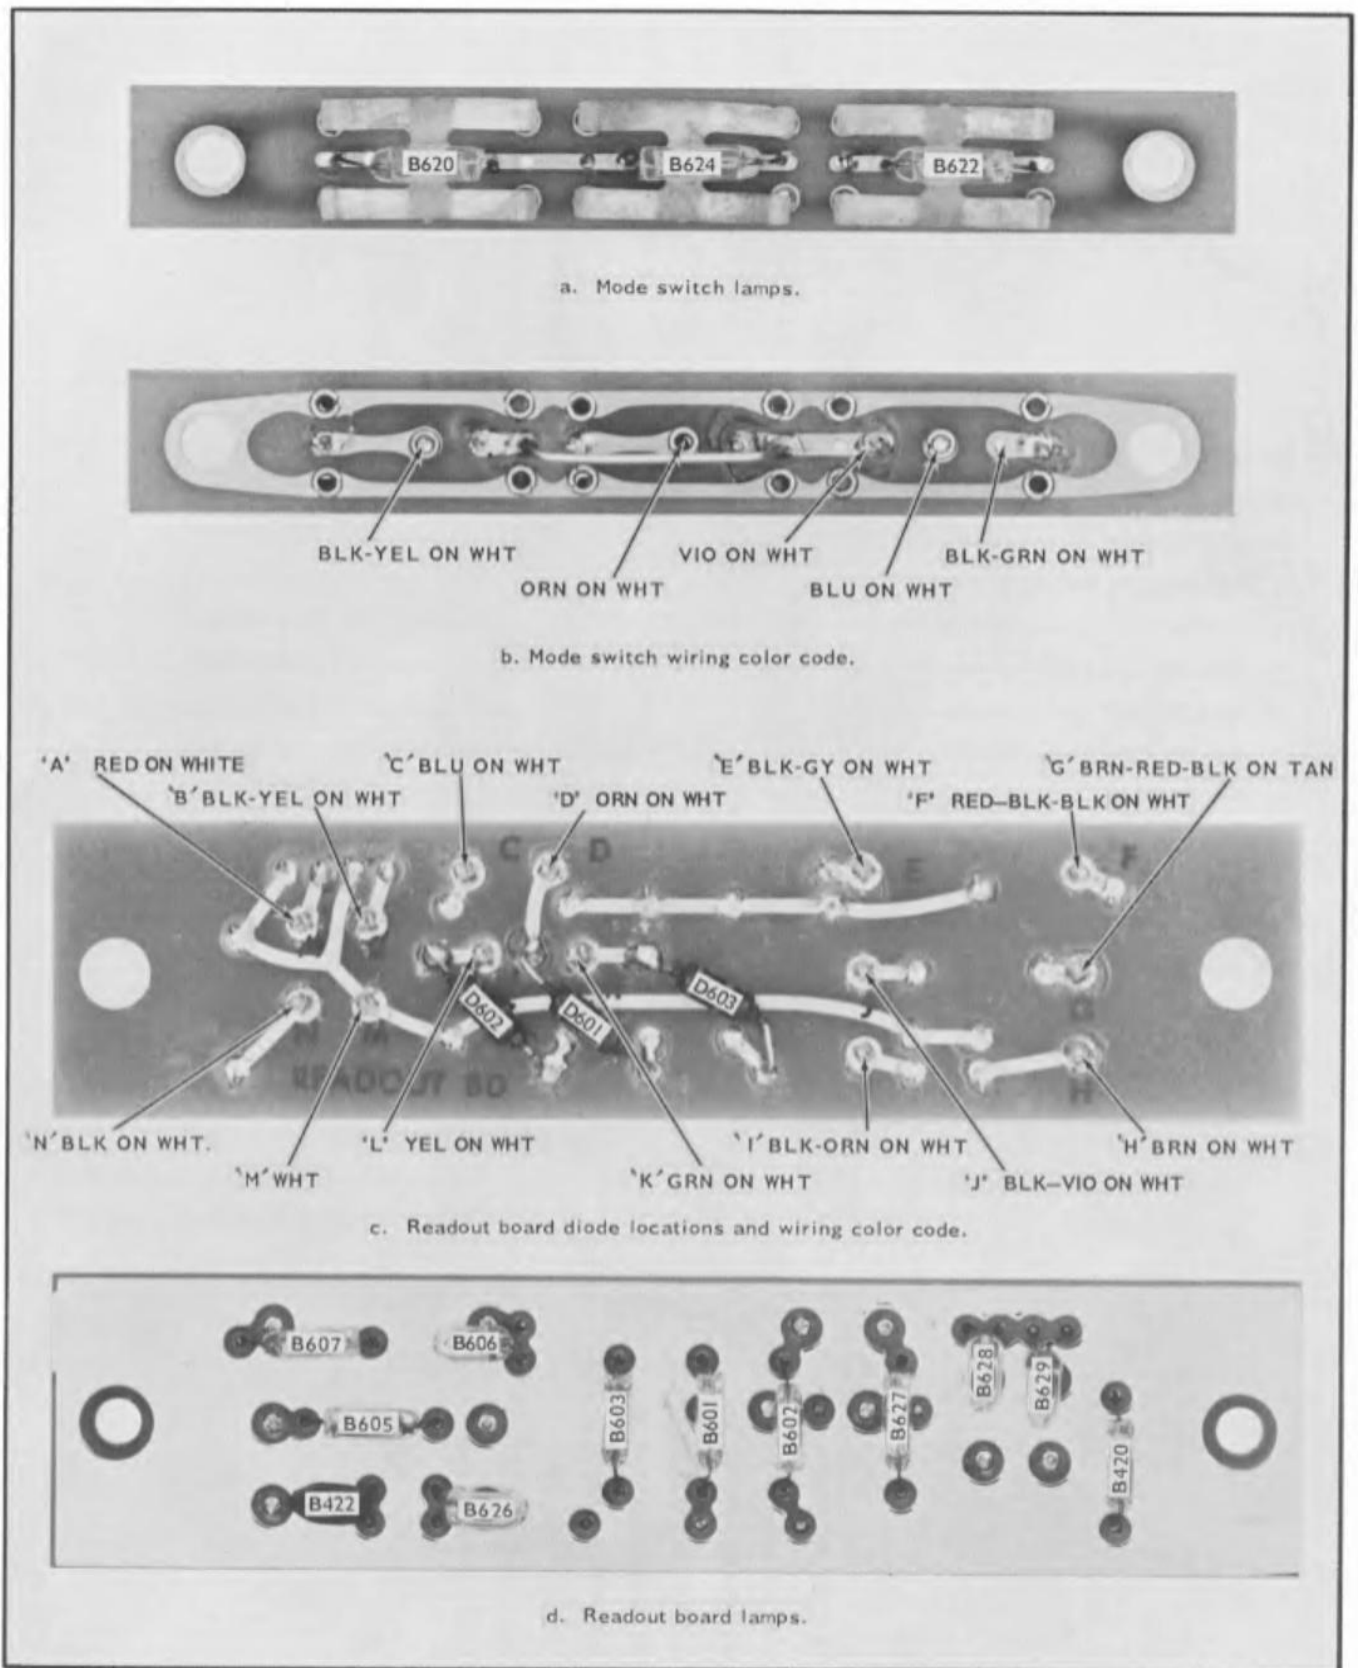 B620
B624
B622
a. Mode switch lamps.
BLK-YEL ON WHT
VIO ON WHT
BLK-GRN ON WHT
ORN ON WHT
BLU ON WHT
b. Mode switch wiring color code.
'A' RED ON WHITE
'C' BLU ON WHT
'E' BLK-GY ON WHT
'G' BRN-RED-BLK ON TAN
'B' BLK-YEL ON WHT
'D' ORN ON WHT
'F' RED—BLK-BLK ON WHT
C
D
E
F
D602
D601
D603
J
G
N
M
READOUT BD
H
'N' BLK ON WHT.
'L' YEL ON WHT
'I' BLK-ORN ON WHT
'H' BRN ON WHT
'M' WHT
'K' GRN ON WHT
'J' BLK—VIO ON WHT
c. Readout board diode locations and wiring color code.
B607
B606
B603
B601
B602
B627
B628
B629
B605
B420
B422
B626
d. Readout board lamps.